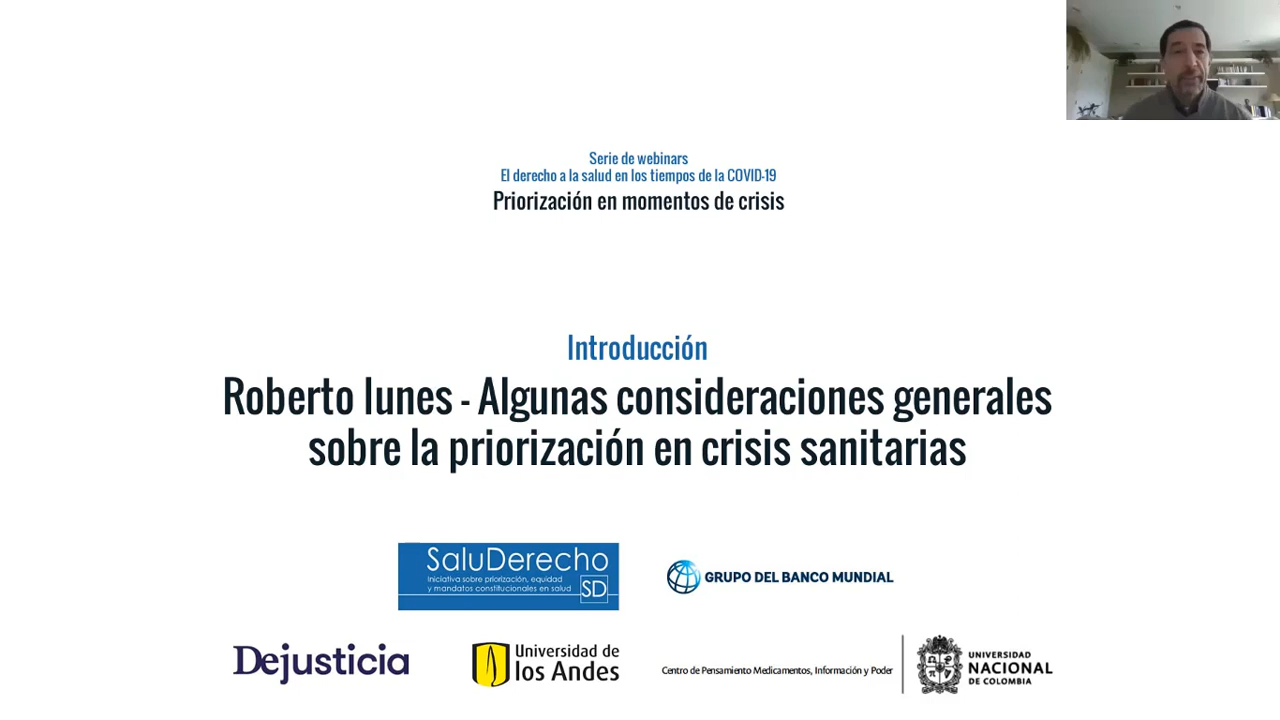 Serie de webinars
El derecho a la salud en los tiempos de la COVID-19
Priorización en momentos de crisis
Introducción
Roberto Iunes - Algunas consideraciones generales
sobre la priorización en crisis sanitarias
SaluDerecho
Iniciativa sobre priorización, equidad
y mandatos constitucionales en salud
SD
GRUPO DEL BANCO MUNDIAL
Dejusticia
Universidad de
los Andes
Centro de Pensamiento Medicamentos, Información y Poder
UNIVERSIDAD
NACIONAL
DE COLOMBIA